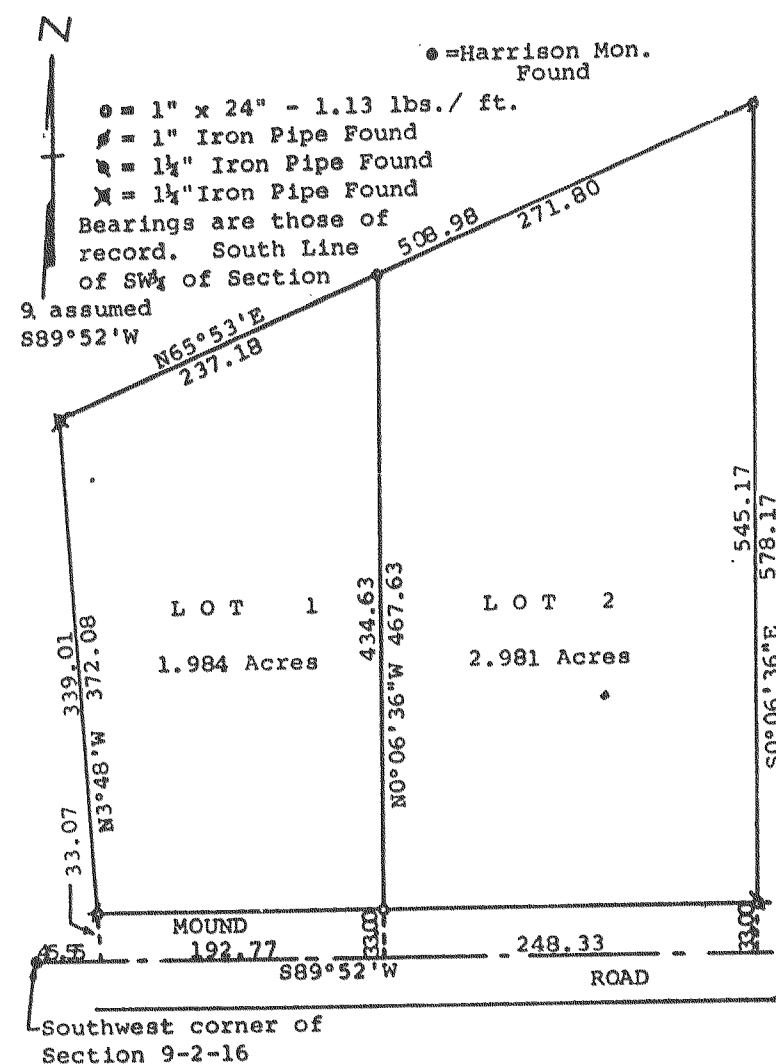 N
=Harrison Mon.
Found
= 1" x 24" - 1.13 lbs./ ft.
= 1" Iron Pipe Found
= 1¼" Iron Pipe Found
= 1¼"Iron Pipe Found
Bearings are those of
record. South Line
of SW¼ of Section
9, assumed
S89°52'W
508.98
271.80
N65°53'E
237.18
545.17
578.17
S0°06'36"E
LOT 1
1.984 Acres
434.63
N0°06'36"W 467.63
LOT 2
2.981 Acres
339.01
372.08
N3°48'W
33.07
MOUND
192.77
33.00
248.33
33.00
45.55
S89°52'W
ROAD
Southwest corner of
Section 9-2-16